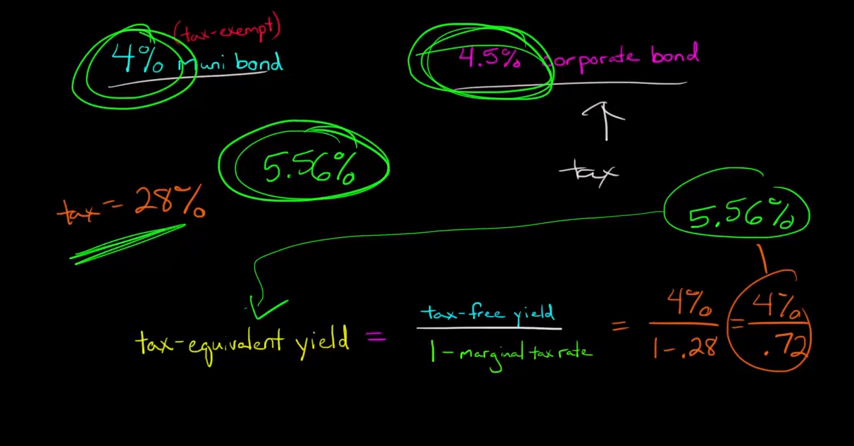 (tax-exempt)
4% muni bond
4.5% corporate bond
tax
5.56%
tax = 28%
5.56%
tax-equivalent yield = tax-free yield / 1 - marginal tax rate = 4% / 1 - .28 = 4% / .72